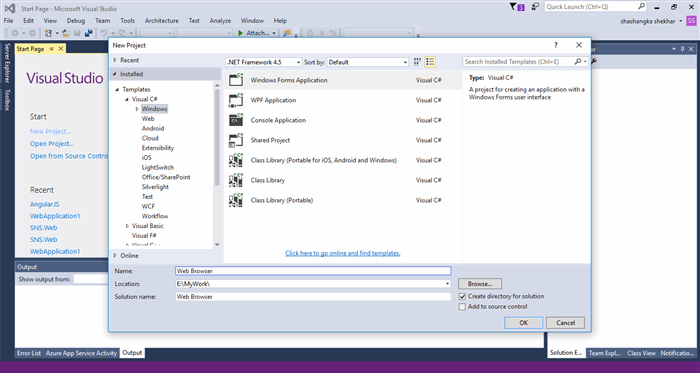 Start Page - Microsoft Visual Studio
3
Quick Launch (Ctrl+Q)
File Edit View Debug Team Tools Architecture Test Analyze Window Help
shashangka shekhar
SS
Attach...
Server Explorer
Toolbox
Start Page
Visual Studio
Start
New Project...
Open Project...
Open from Source Control
Recent
AngularJS
WebApplication1
SNS.Web
SNS.Web
WebApplication1
Output
Show output from:
New Project
Recent
.NET Framework 4.5
Sort by: Default
Search Installed Templates (Ctrl+E)
Installed
Templates
Visual C#
Windows
Web
Android
Cloud
Extensibility
iOS
LightSwitch
Office/SharePoint
Silverlight
Test
WCF
Workflow
Visual Basic
Visual F#
Visual C++
Online
Windows Forms Application Visual C#
WPF Application Visual C#
Console Application Visual C#
Shared Project Visual C#
Class Library (Portable for iOS, Android and Windows) Visual C#
Class Library Visual C#
Class Library (Portable) Visual C#
Click here to go online and find templates.
Type: Visual C#
A project for creating an application with a
Windows Forms user interface
Name: Web Browser
Location: E:\MyWork\
Browse...
Solution name: Web Browser
Create directory for solution
Add to source control
OK Cancel
Error List Azure App Service Activity Output
Solution E... Team Expl... Class View Notificatio...